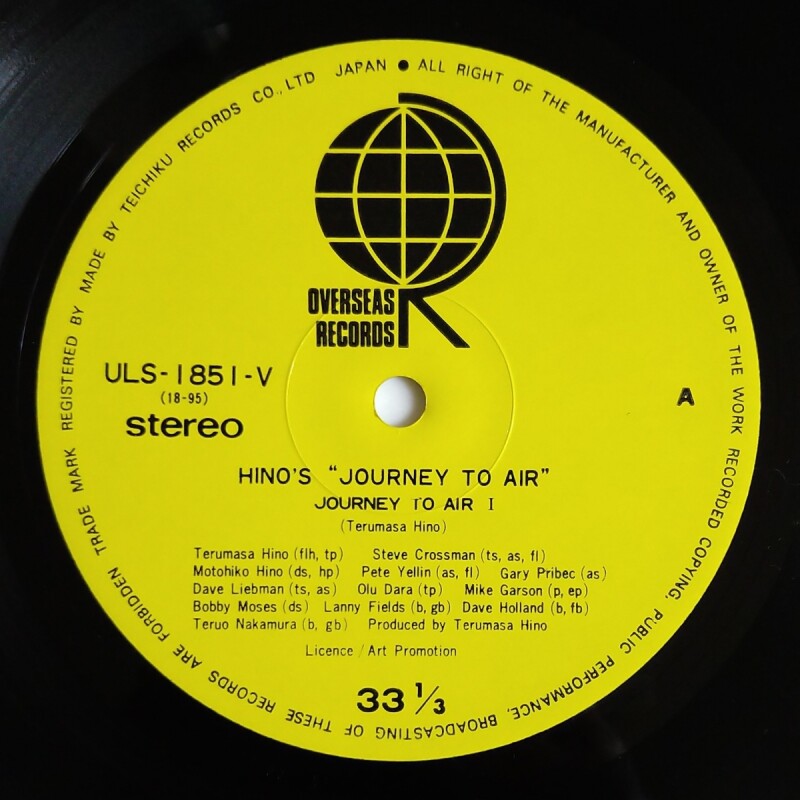 TRADE MARK REGISTERED BY MADE BY TEICHIKU RECORDS CO., LTD JAPAN ● ALL RIGHT OF THE MANUFACTURER AND OWNER OF THE WORK RECORDED COPYING, PUBLIC PERFORMANCE, BROADCASTING OF THESE RECORDS ARE FORBIDDEN
OVERSEAS
RECORDS
ULS-1851-V
(18-95)
stereo
A
HINO'S "JOURNEY TO AIR"
JOURNEY TO AIR I
(Terumasa Hino)
Terumasa Hino (flh, tp) Steve Crossman (ts, as, fl)
Motohiko Hino (ds, hp) Pete Yellin (as, fl) Gary Pribec (as)
Dave Liebman (ts, as) Olu Dara (tp) Mike Garson (p, ep)
Bobby Moses (ds) Lanny Fields (b, gb) Dave Holland (b, fb)
Teruo Nakamura (b, gb) Produced by Terumasa Hino
Licence / Art Promotion
33 1/3